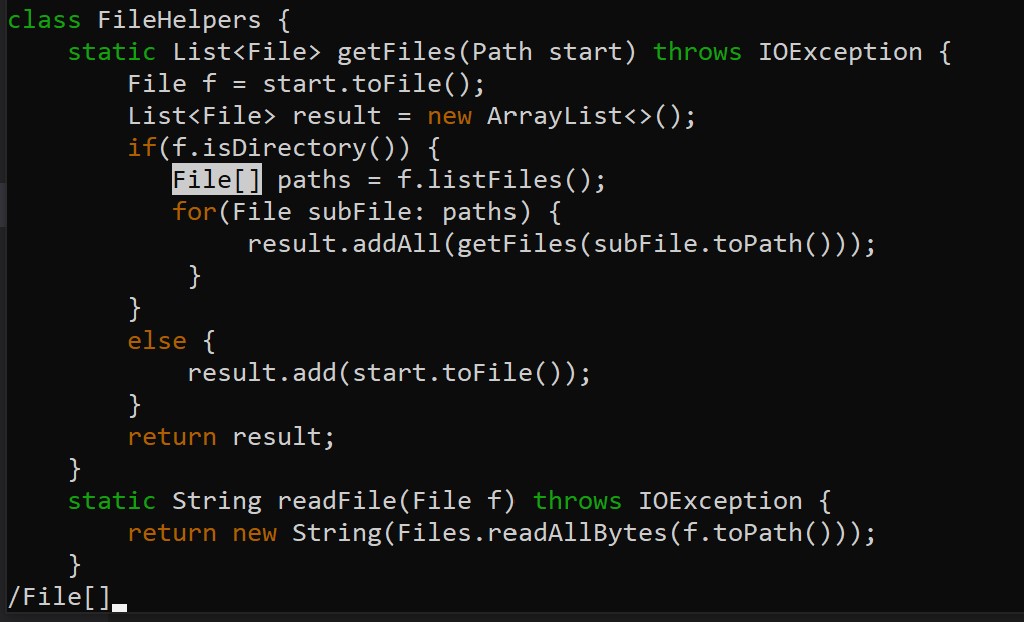 class FileHelpers {
    static List<File> getFiles(Path start) throws IOException {
        File f = start.toFile();
        List<File> result = new ArrayList<>();
        if(f.isDirectory()) {
           File[] paths = f.listFiles();
           for(File subFile: paths) {
                result.addAll(getFiles(subFile.toPath()));
            }
        }
        else {
            result.add(start.toFile());
        }
        return result;
    }
    static String readFile(File f) throws IOException {
        return new String(Files.readAllBytes(f.toPath()));
    }
/File[]